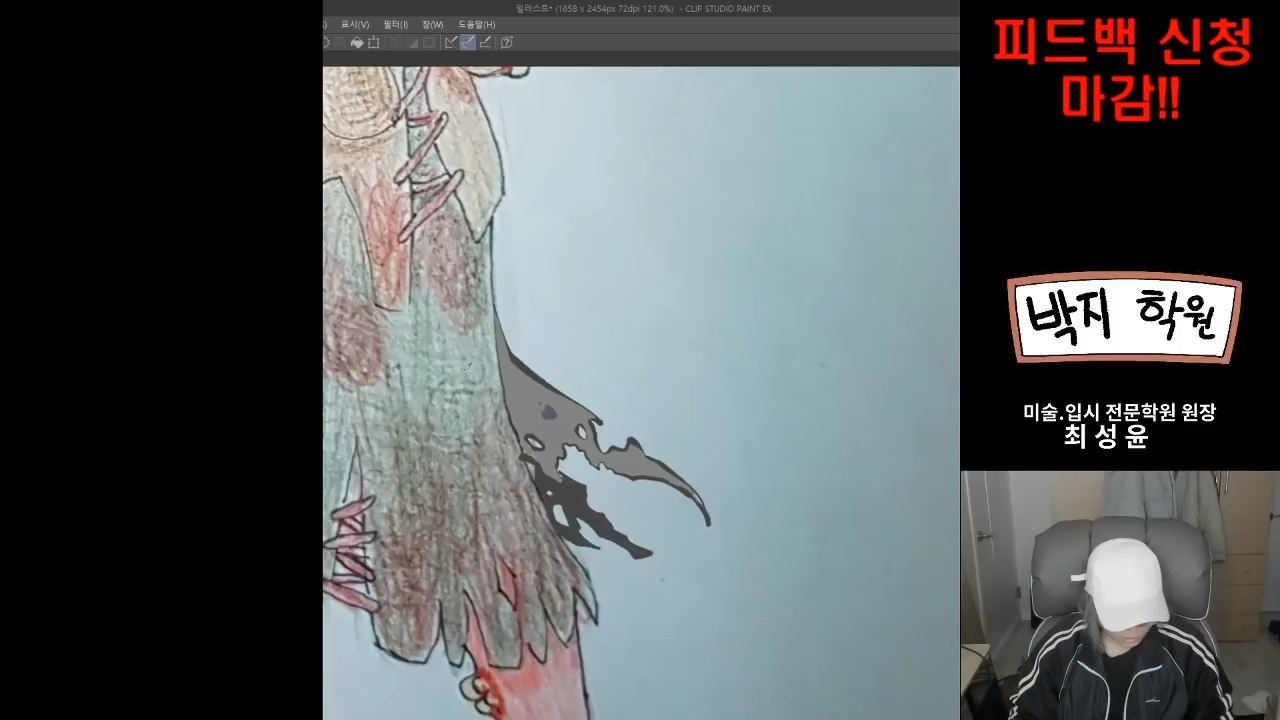 일러스트* (1658 x 2454px 72dpi 121.0%) - CLIP STUDIO PAINT EX
표시(V) 필터(I) 창(W) 도움말(H)
피드백 신청
마감!!
박지 학원
미술.입시 전문학원 원장
최성윤